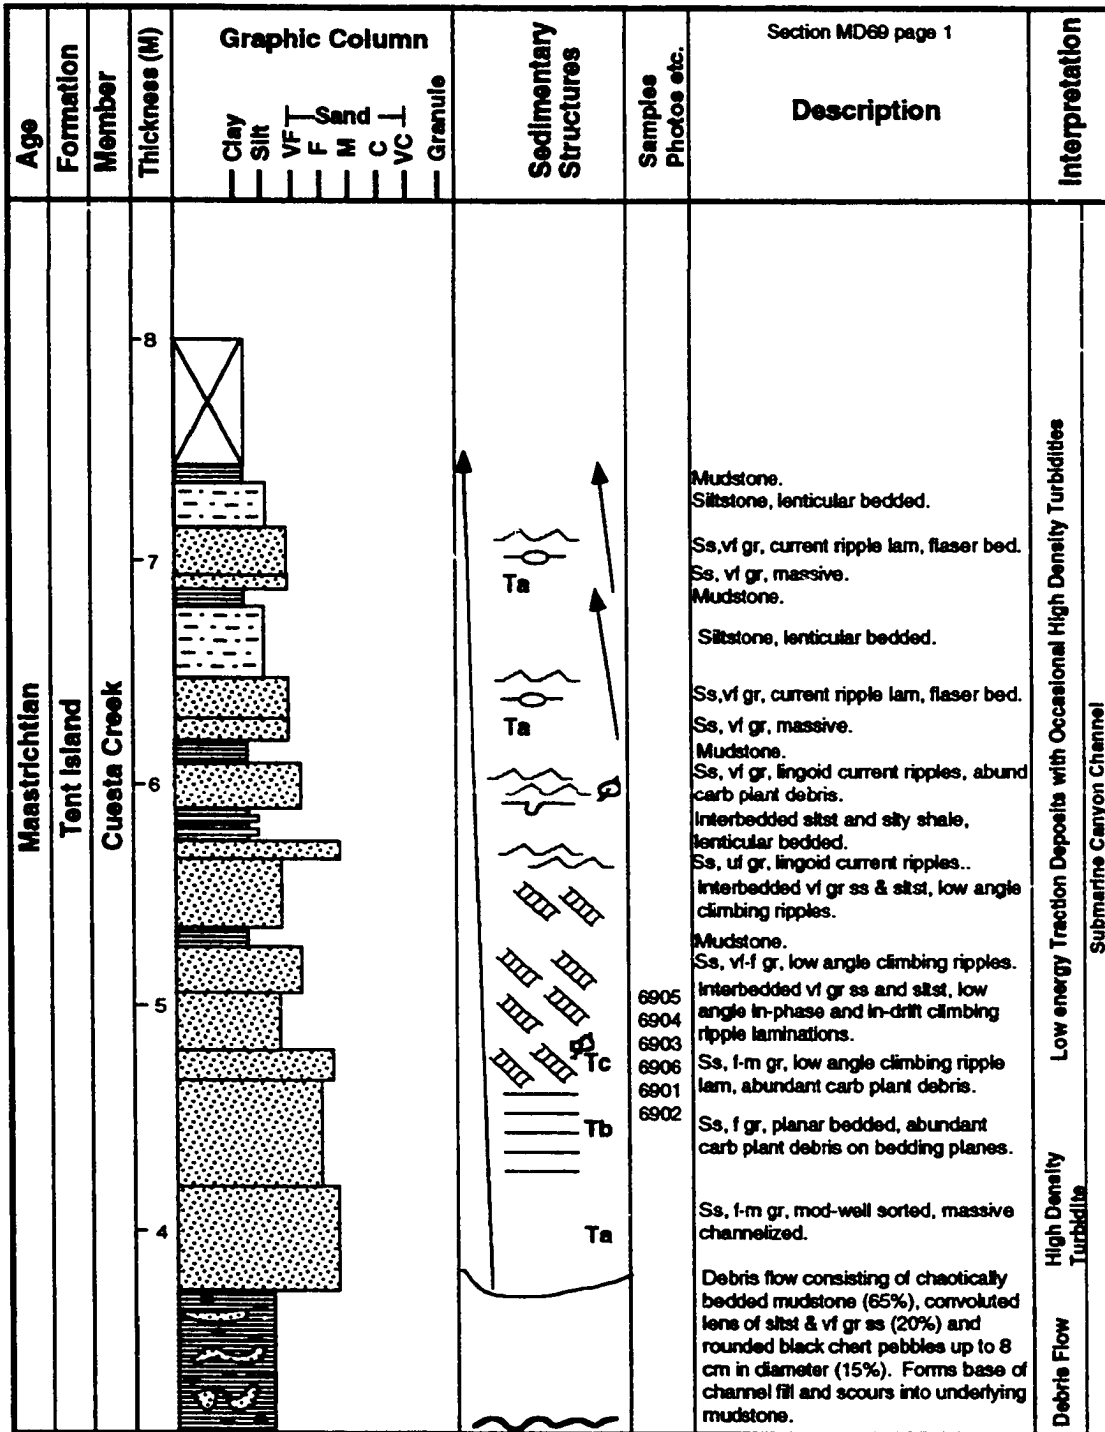 Age
Formation
Member
Thickness (M)
Graphic Column
Clay
Silt
Sand
VF
F
M
C
VC
Granule
Sedimentary
Structures
Samples
Photos etc.
Section MD69 page 1
Description
Interpretation
Maastrichtian
Tent Island
Cuesta Creek
8
7
6
5
4
Ta
Ta
Tc
Tb
Ta
6905
6904
6903
6906
6901
6902
Mudstone.
Siltstone, lenticular bedded.
Ss,vf gr, current ripple lam, flaser bed.
Ss, vf gr, massive.
Mudstone.
Siltstone, lenticular bedded.
Ss,vf gr, current ripple lam, flaser bed.
Ss, vf gr, massive.
Mudstone.
Ss, vf gr, lingoid current ripples, abund
carb plant debris.
Interbedded sltst and slty shale,
lenticular bedded.
Ss, uf gr, lingoid current ripples..
Interbedded vf gr ss & sltst, low angle
climbing ripples.
Mudstone.
Ss, vf-f gr, low angle climbing ripples.
Interbedded vf gr ss and sltst, low
angle in-phase and in-drift climbing
ripple laminations.
Ss, f-m gr, low angle climbing ripple
lam, abundant carb plant debris.
Ss, f gr, planar bedded, abundant
carb plant debris on bedding planes.
Ss, f-m gr, mod-well sorted, massive
channelized.
Debris flow consisting of chaotically
bedded mudstone (65%), convoluted
lens of sltst & vf gr ss (20%) and
rounded black chert pebbles up to 8
cm in diameter (15%). Forms base of
channel fill and scours into underlying
mudstone.
Low energy Traction Deposits with Occasional High Density Turbidities
High Density
Turbidite
Debris Flow
Submarine Canyon Channel